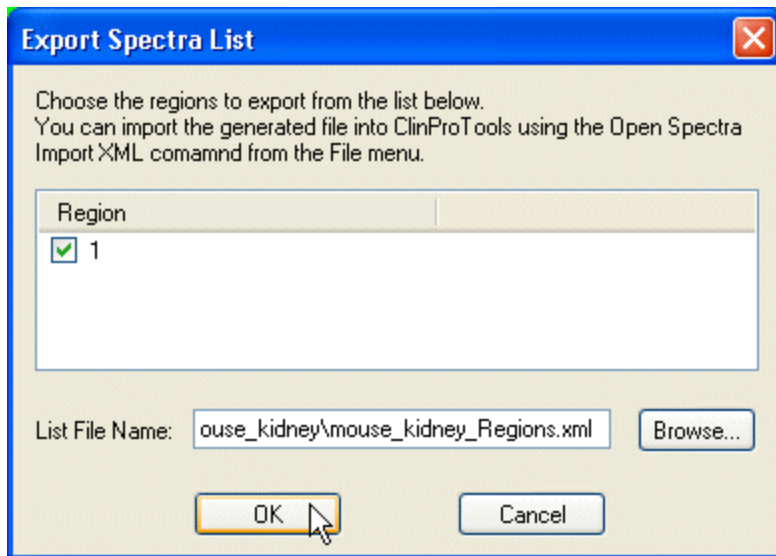 Export Spectra List
Choose the regions to export from the list below.
You can import the generated file into ClinProTools using the Open Spectra
Import XML comamnd from the File menu.
Region
1
List File Name: ouse_kidney\mouse_kidney_Regions.xml Browse...
OK Cancel